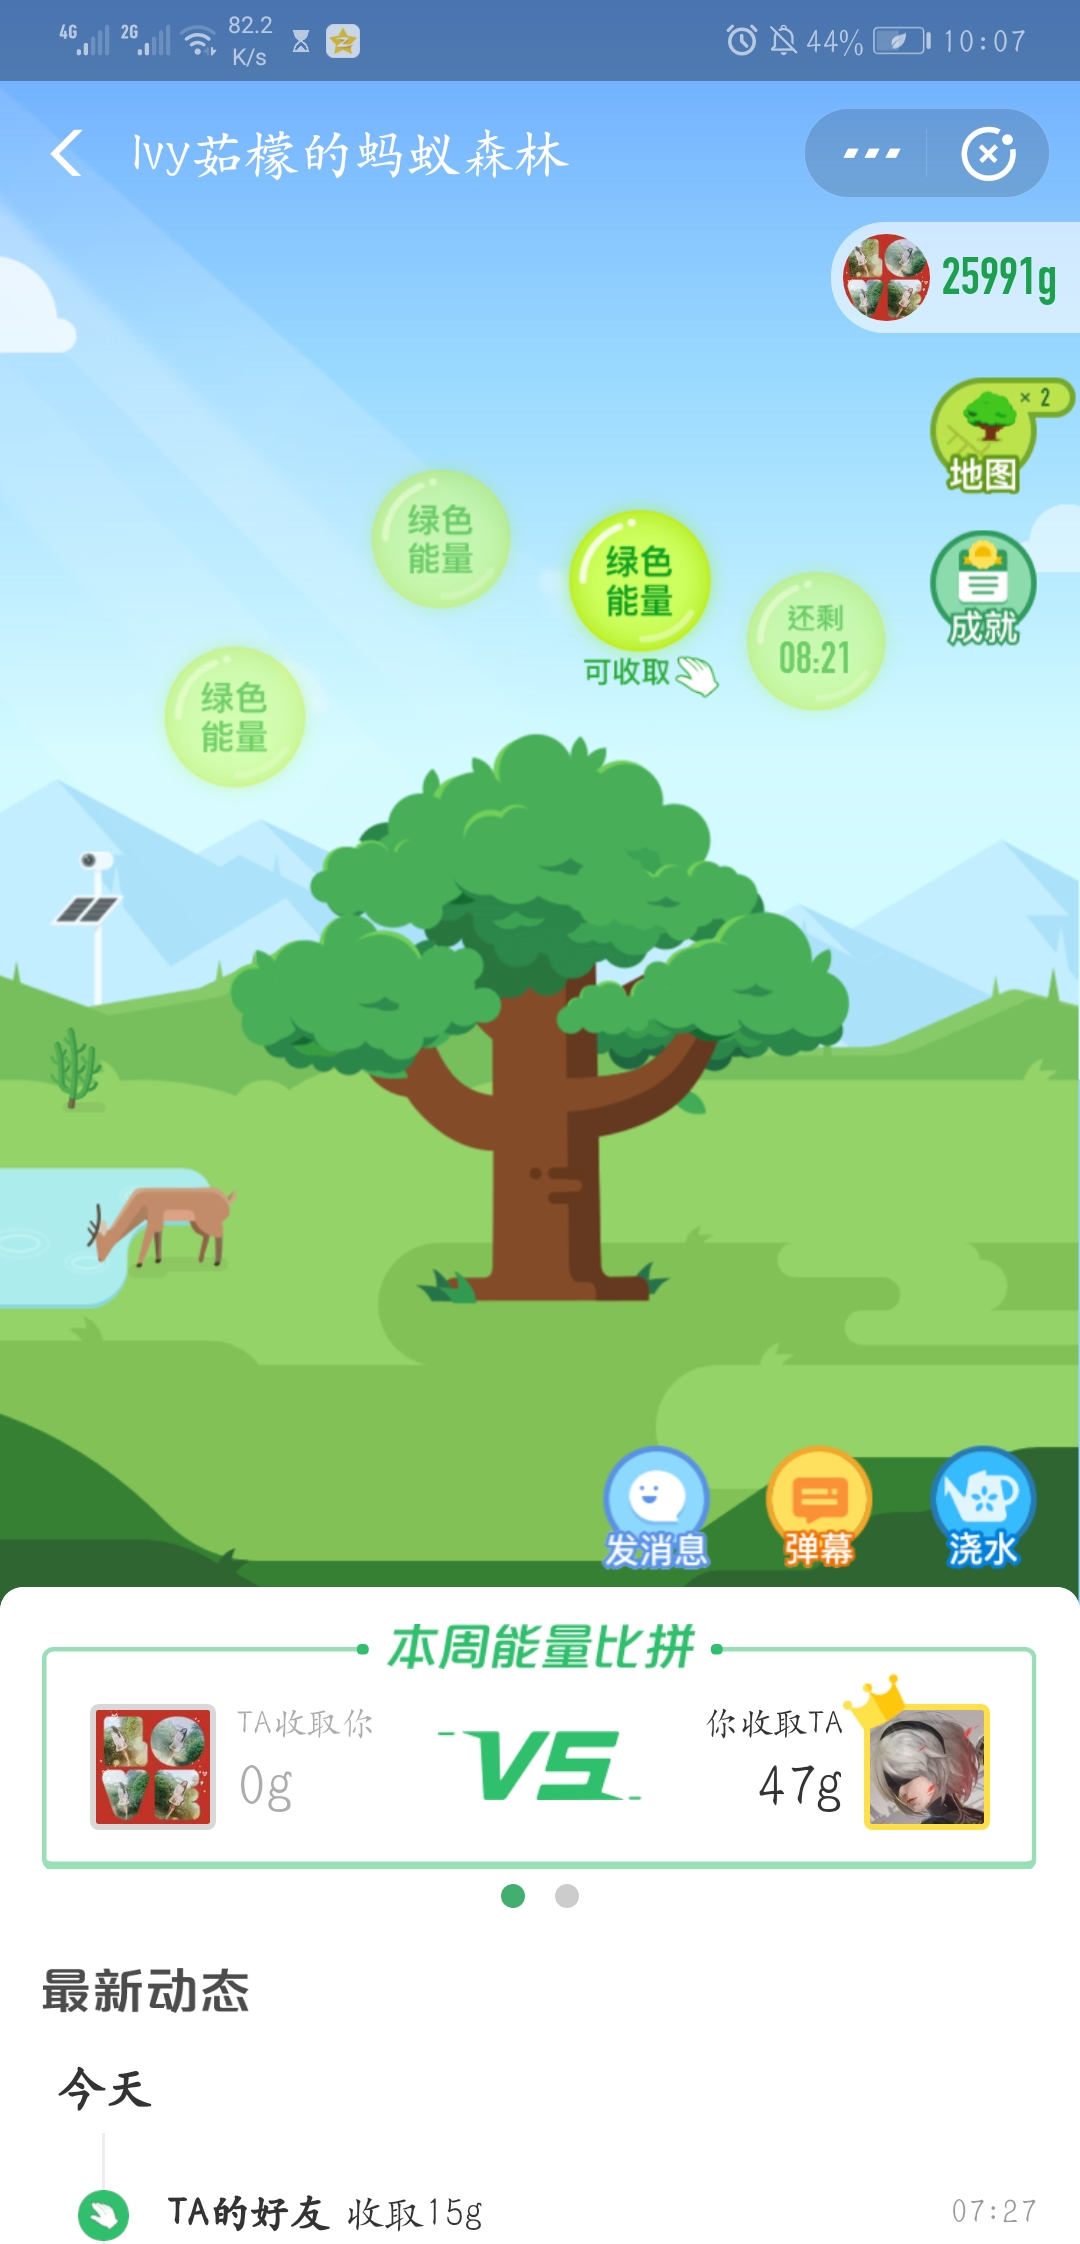 4G 2G 82.2 K/s 44% 10:07
Ivy茹檬的蚂蚁森林
25991g
× 2
地图
绿色
能量
绿色
能量
可收取
还剩
08:21
成就
绿色
能量
发消息
弹幕
浇水
本周能量比拼
TA收取你
0g
VS
你收取TA
47g
最新动态
今天
TA的好友 收取15g 07:27